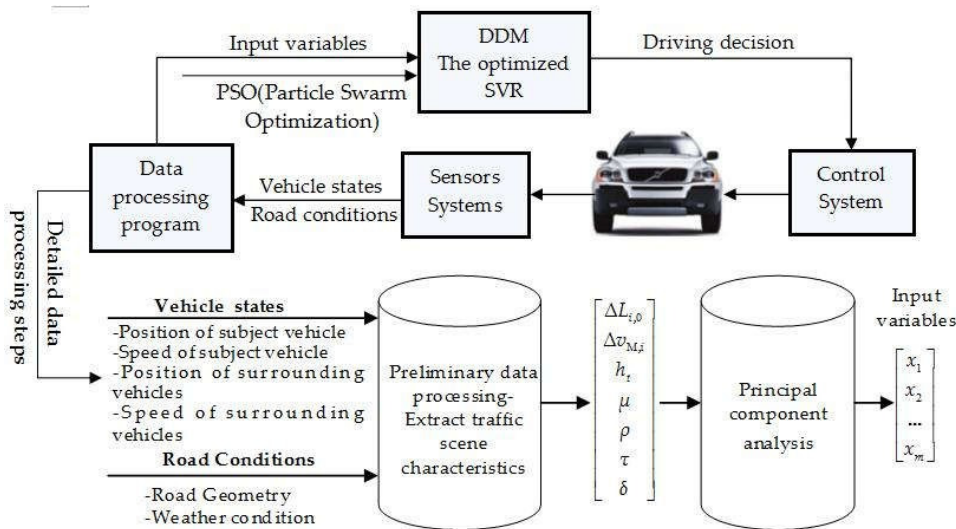 Input variables
PSO(Particle Swarm
Optimization)
DDM
The optimized
SVR
Driving decision
Data
processing
program
Vehicle states
Road conditions
Sensors
Systems
Control
System
Detailed data
processing steps
Vehicle states
-Position of subject vehicle
-Speed of subject vehicle
-Position of surrounding
vehicles
-Speed of surrounding
vehicles
Road Conditions
-Road Geometry
-Weather condition
Preliminary data
processing-
Extract traffic
scene
characteristics
ΔL_{i,0}
Δv_{M,i}
h_t
μ
ρ
τ
δ
Principal
component
analysis
Input
variables
x_1
x_2
...
x_m